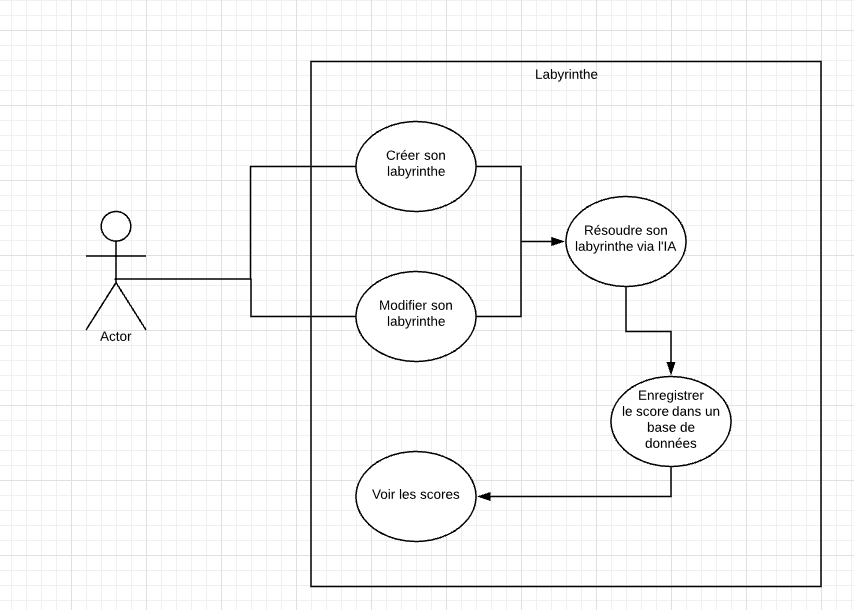 Labyrinthe
Créer son
labyrinthe
Résoudre son
labyrinthe via l'IA
Modifier son
labyrinthe
Actor
Enregistrer
le score dans un
base de
données
Voir les scores